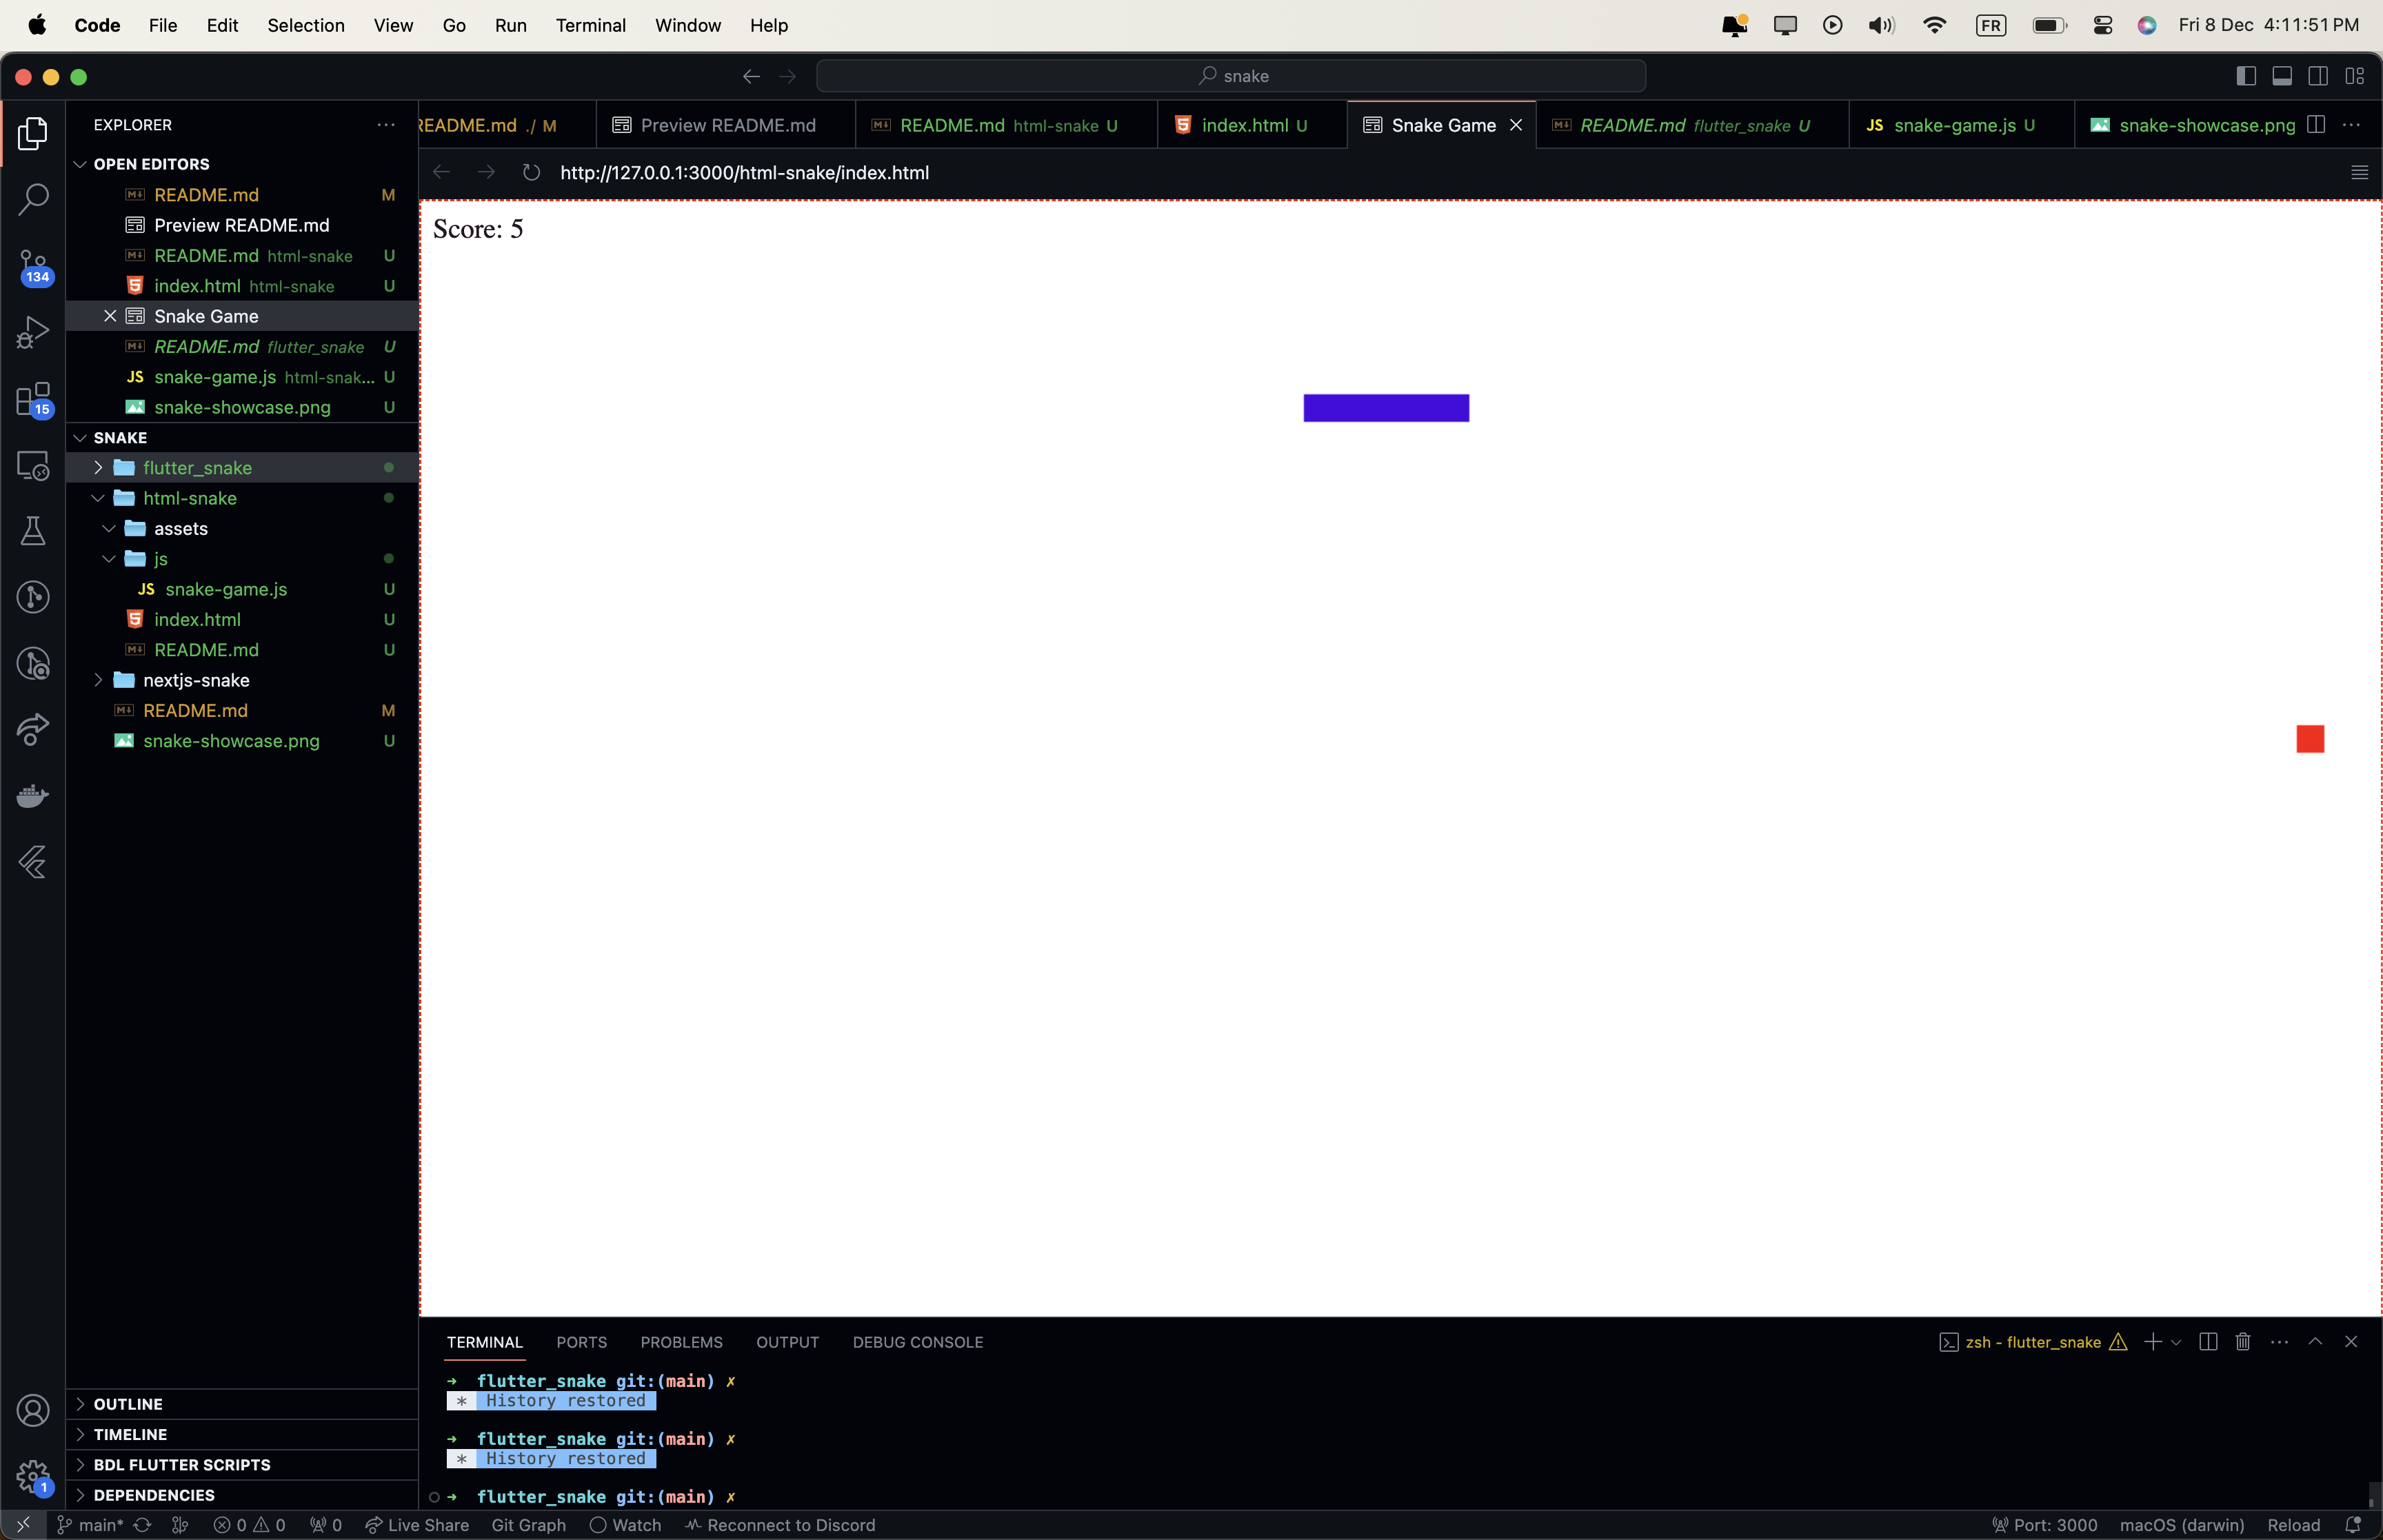 Code File Edit Selection View Go Run Terminal Window Help FR Fri 8 Dec 4:11:51 PM
snake
EXPLORER
README.md ./ M Preview README.md README.md html-snake U index.html U Snake Game README.md flutter_snake U JS snake-game.js U snake-showcase.png
http://127.0.0.1:3000/html-snake/index.html
OPEN EDITORS
README.md M
Preview README.md
README.md html-snake U
index.html html-snake U
Snake Game
README.md flutter_snake U
JS snake-game.js html-snak... U
snake-showcase.png U
SNAKE
flutter_snake
html-snake
assets
js
JS snake-game.js U
index.html U
README.md U
nextjs-snake
README.md M
snake-showcase.png U
134
15
1
OUTLINE
TIMELINE
BDL FLUTTER SCRIPTS
DEPENDENCIES
Score: 5
TERMINAL PORTS PROBLEMS OUTPUT DEBUG CONSOLE zsh - flutter_snake
➜ flutter_snake git:(main) ✗
* History restored
➜ flutter_snake git:(main) ✗
* History restored
➜ flutter_snake git:(main) ✗
main* 0 0 0 Live Share Git Graph Watch Reconnect to Discord Port: 3000 macOS (darwin) Reload